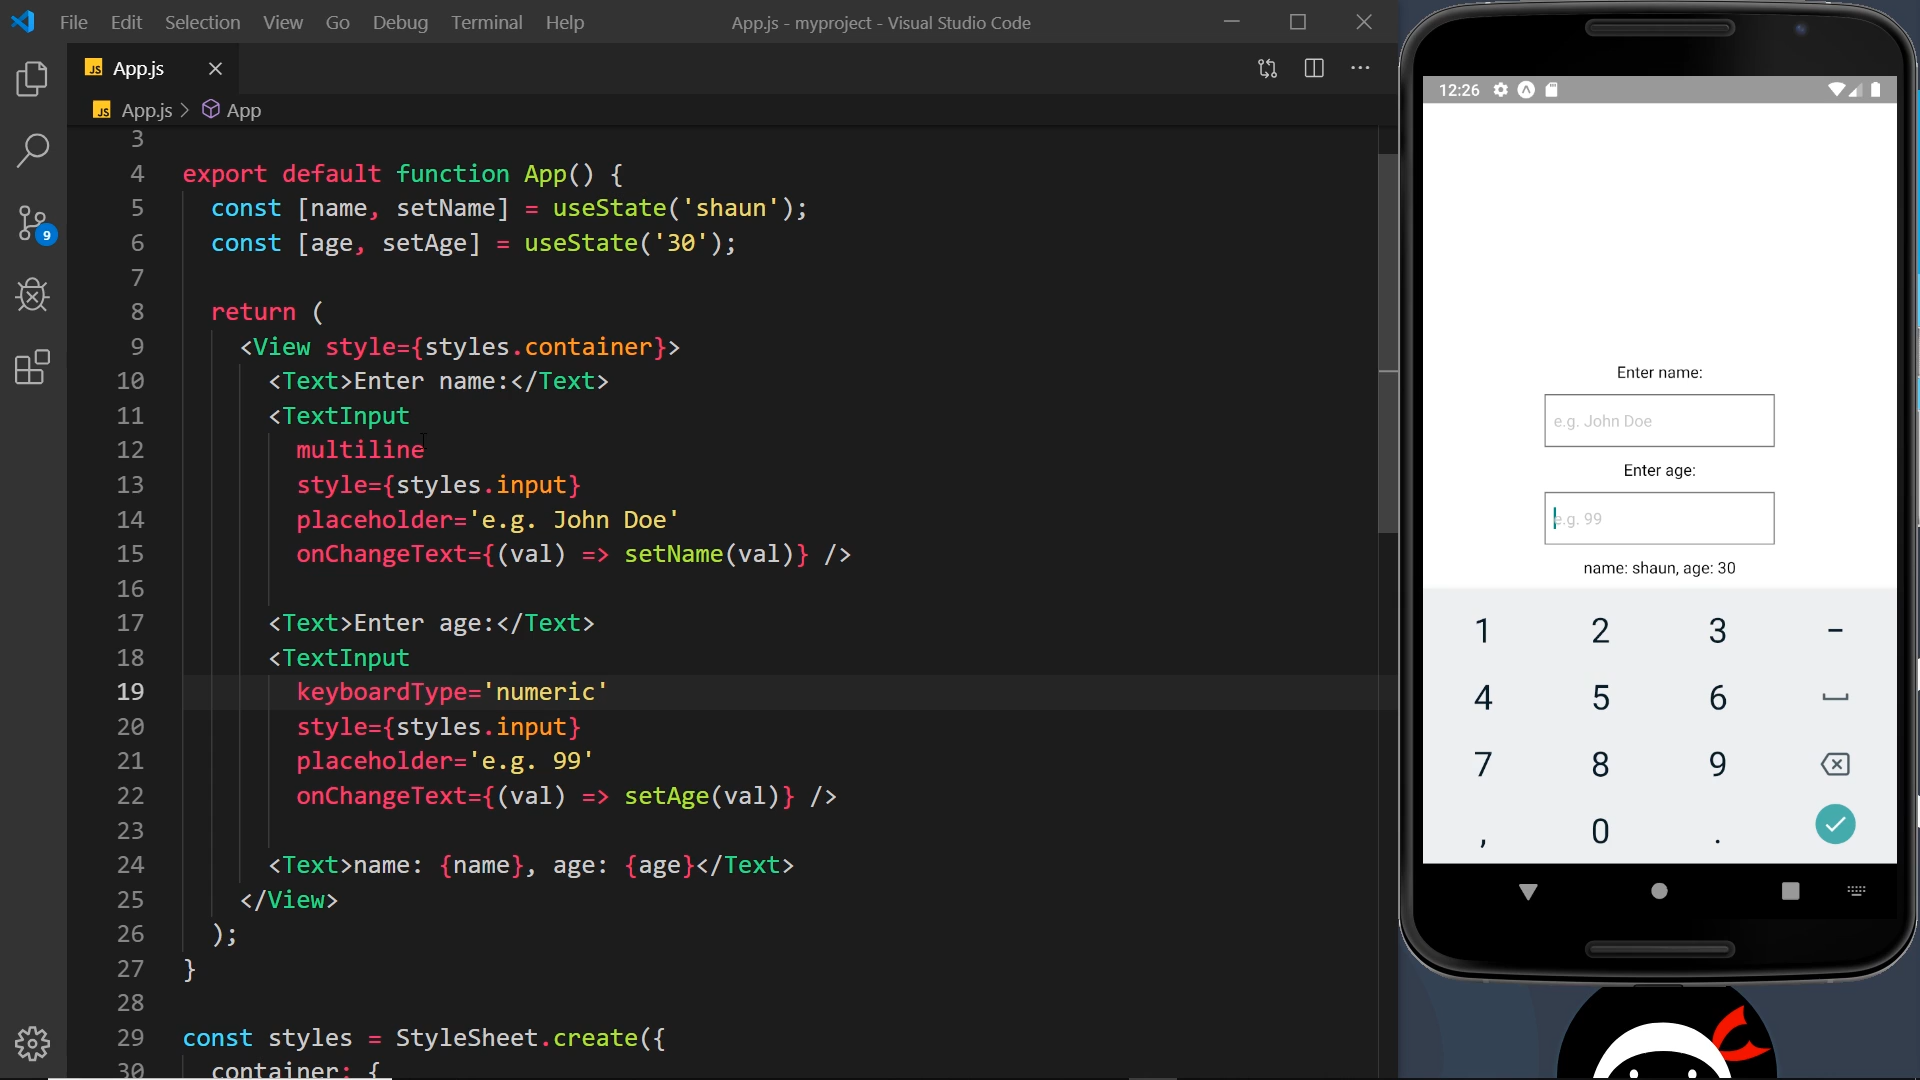 File Edit Selection View Go Debug Terminal Help
App.js - myproject - Visual Studio Code
JS App.js
JS App.js > App
9
3
4 export default function App() {
5 const [name, setName] = useState('shaun');
6 const [age, setAge] = useState('30');
7
8 return (
9 <View style={styles.container}>
10 <Text>Enter name:</Text>
11 <TextInput
12 multiline
13 style={styles.input}
14 placeholder='e.g. John Doe'
15 onChangeText={(val) => setName(val)} />
16
17 <Text>Enter age:</Text>
18 <TextInput
19 keyboardType='numeric'
20 style={styles.input}
21 placeholder='e.g. 99'
22 onChangeText={(val) => setAge(val)} />
23
24 <Text>name: {name}, age: {age}</Text>
25 </View>
26 );
27 }
28
29 const styles = StyleSheet.create({
30 container: {
12:26
Enter name:
e.g. John Doe
Enter age:
e.g. 99
name: shaun, age: 30
1 2 3 -
4 5 6
7 8 9
, 0 .